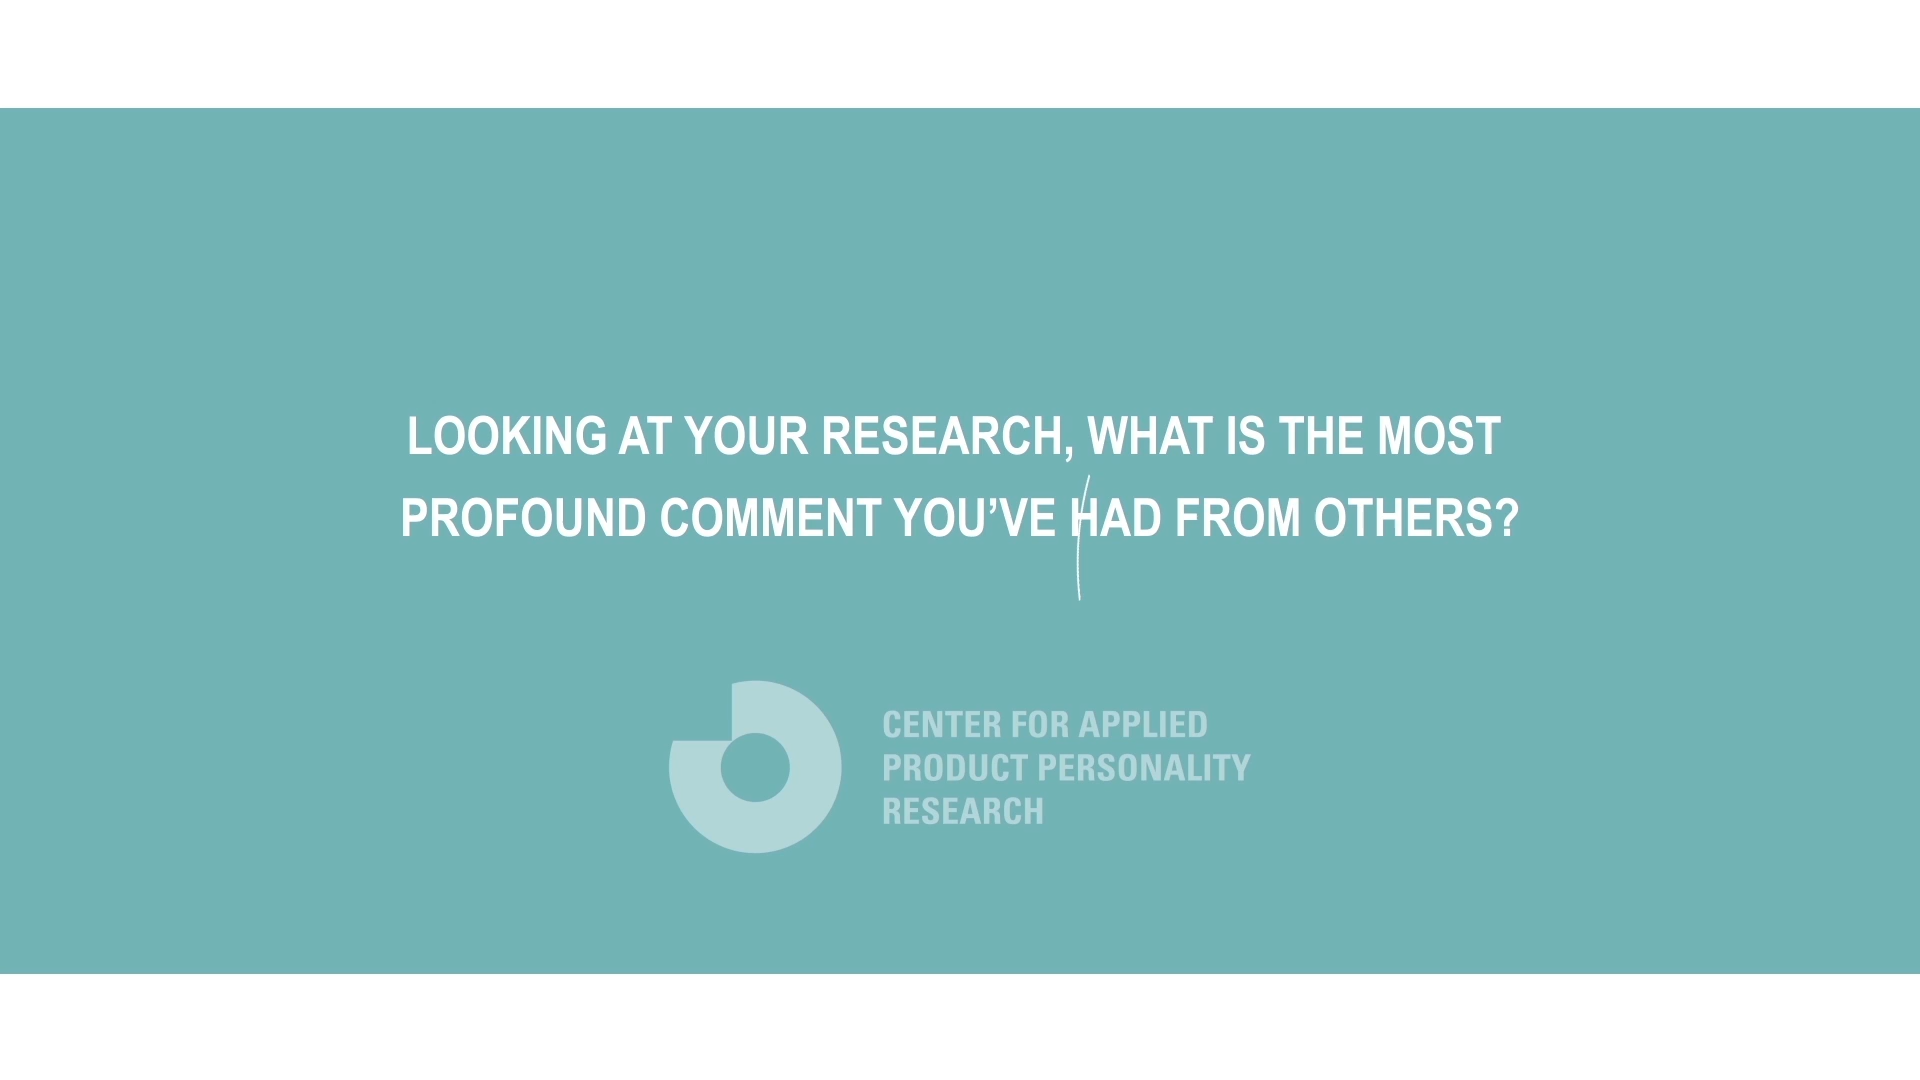 LOOKING AT YOUR RESEARCH, WHAT IS THE MOST
PROFOUND COMMENT YOU’VE HAD FROM OTHERS?
CENTER FOR APPLIED
PRODUCT PERSONALITY
RESEARCH